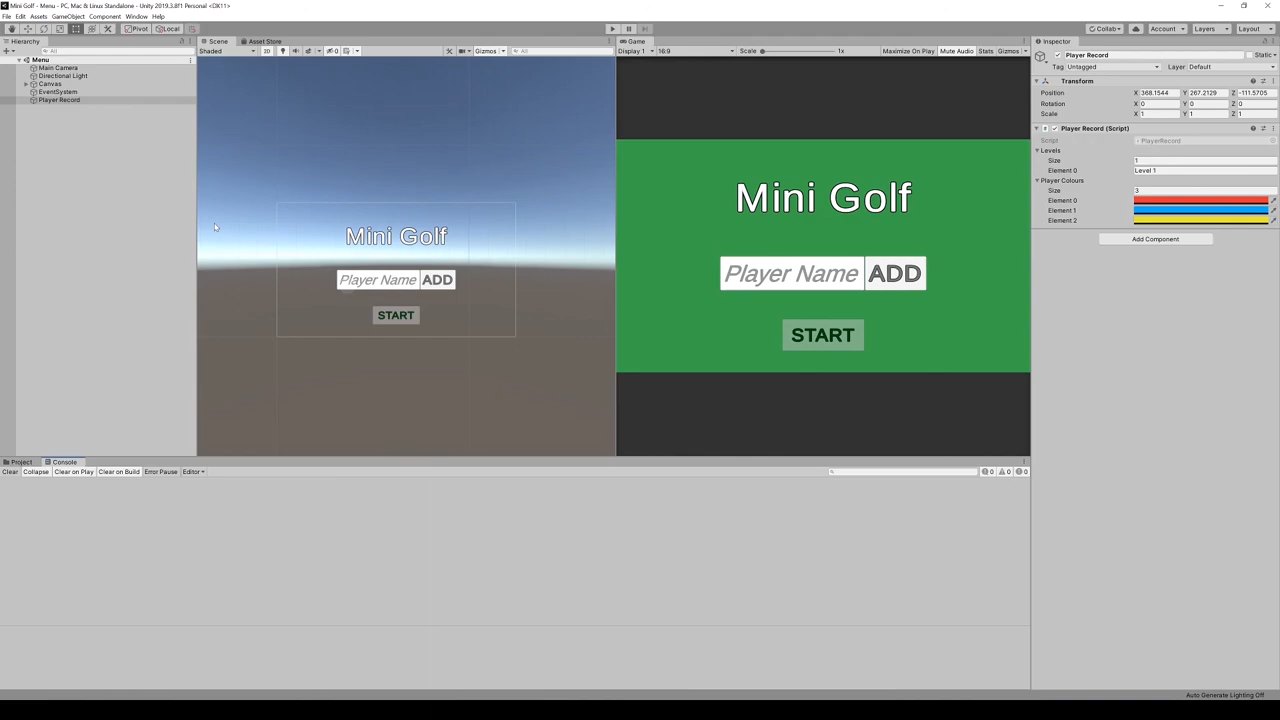 Mini Golf - Menu - PC, Mac & Linux Standalone - Unity 2019.3.8f1 Personal <DX11>
File Edit Assets GameObject Component Window Help
Pivot Local Collab Account Layers Layout
Hierarchy Scene Asset Store Game Inspector
All Shaded 2D Gizmos All Display 1 16:9 Scale 1x Maximize On Play Mute Audio Stats Gizmos Player Record Static
Menu
Main Camera
Directional Light
Canvas
EventSystem
Player Record
Tag Untagged Layer Default
Transform
Position X 368.1544 Y 267.2129 Z -111.5705
Rotation X 0 Y 0 Z 0
Scale X 1 Y 1 Z 1
Player Record (Script)
Script PlayerRecord
Levels
Size 1
Element 0 Level 1
Player Colours
Size 3
Element 0
Element 1
Element 2
Add Component
Mini Golf
Player Name ADD
START
Mini Golf
Player Name ADD
START
Project Console
Clear Collapse Clear on Play Clear on Build Error Pause Editor 0 0 0
Auto Generate Lighting Off